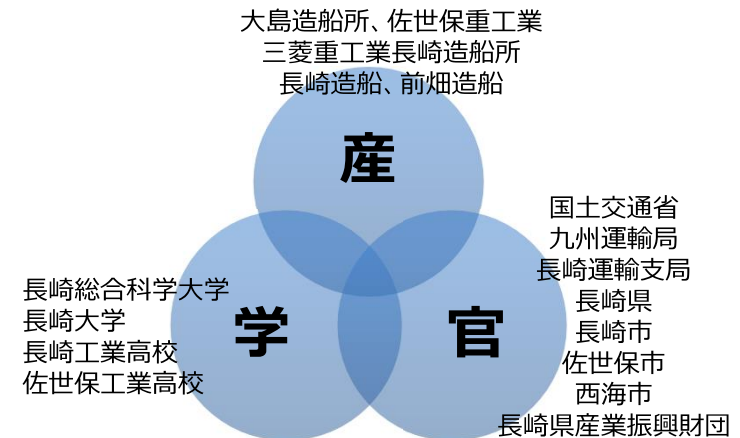 大島造船所、佐世保重工業
三菱重工業長崎造船所
長崎造船、前畑造船
産
国土交通省
九州運輸局
長崎運輸支局
長崎県
長崎市
佐世保市
西海市
長崎県産業振興財団
官
長崎総合科学大学
長崎大学
長崎工業高校
佐世保工業高校
学